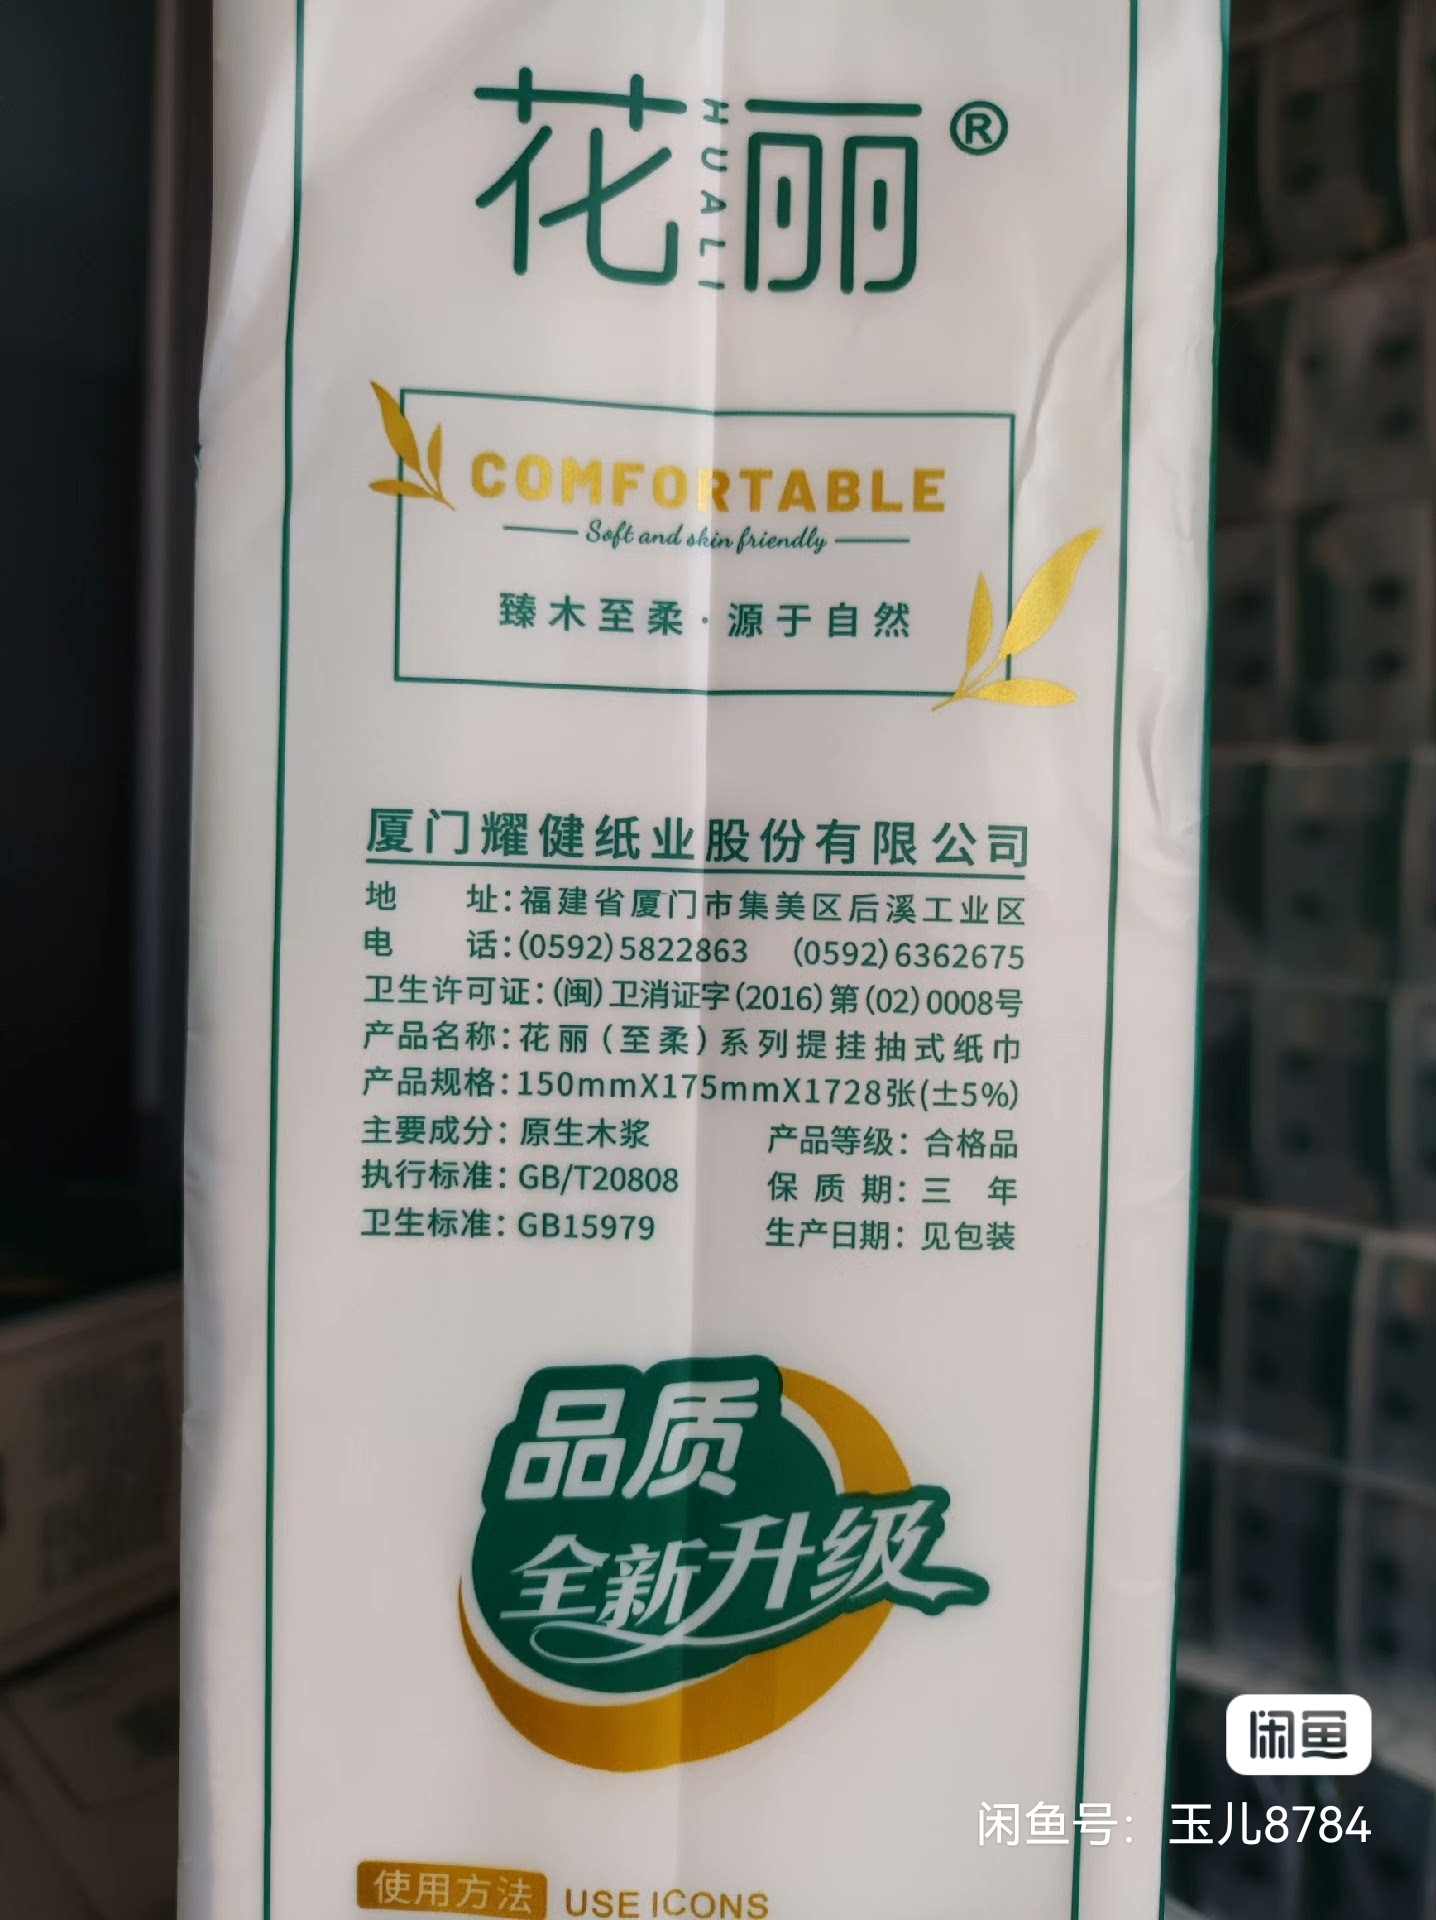 花丽®
HUALI
COMFORTABLE
Soft and skin friendly
臻木至柔·源于自然
厦门耀健纸业股份有限公司
地 址：福建省厦门市集美区后溪工业区
电 话：(0592)5822863 (0592)6362675
卫生许可证：(闽)卫消证字(2016)第(02)0008号
产品名称：花丽（至柔）系列提挂抽式纸巾
产品规格：150mmX175mmX1728张(±5%)
主要成分：原生木浆 产品等级：合格品
执行标准：GB/T20808 保质期：三 年
卫生标准：GB15979 生产日期：见包装
品质
全新升级
闲鱼
闲鱼号：玉儿8784
使用方法 USE ICONS